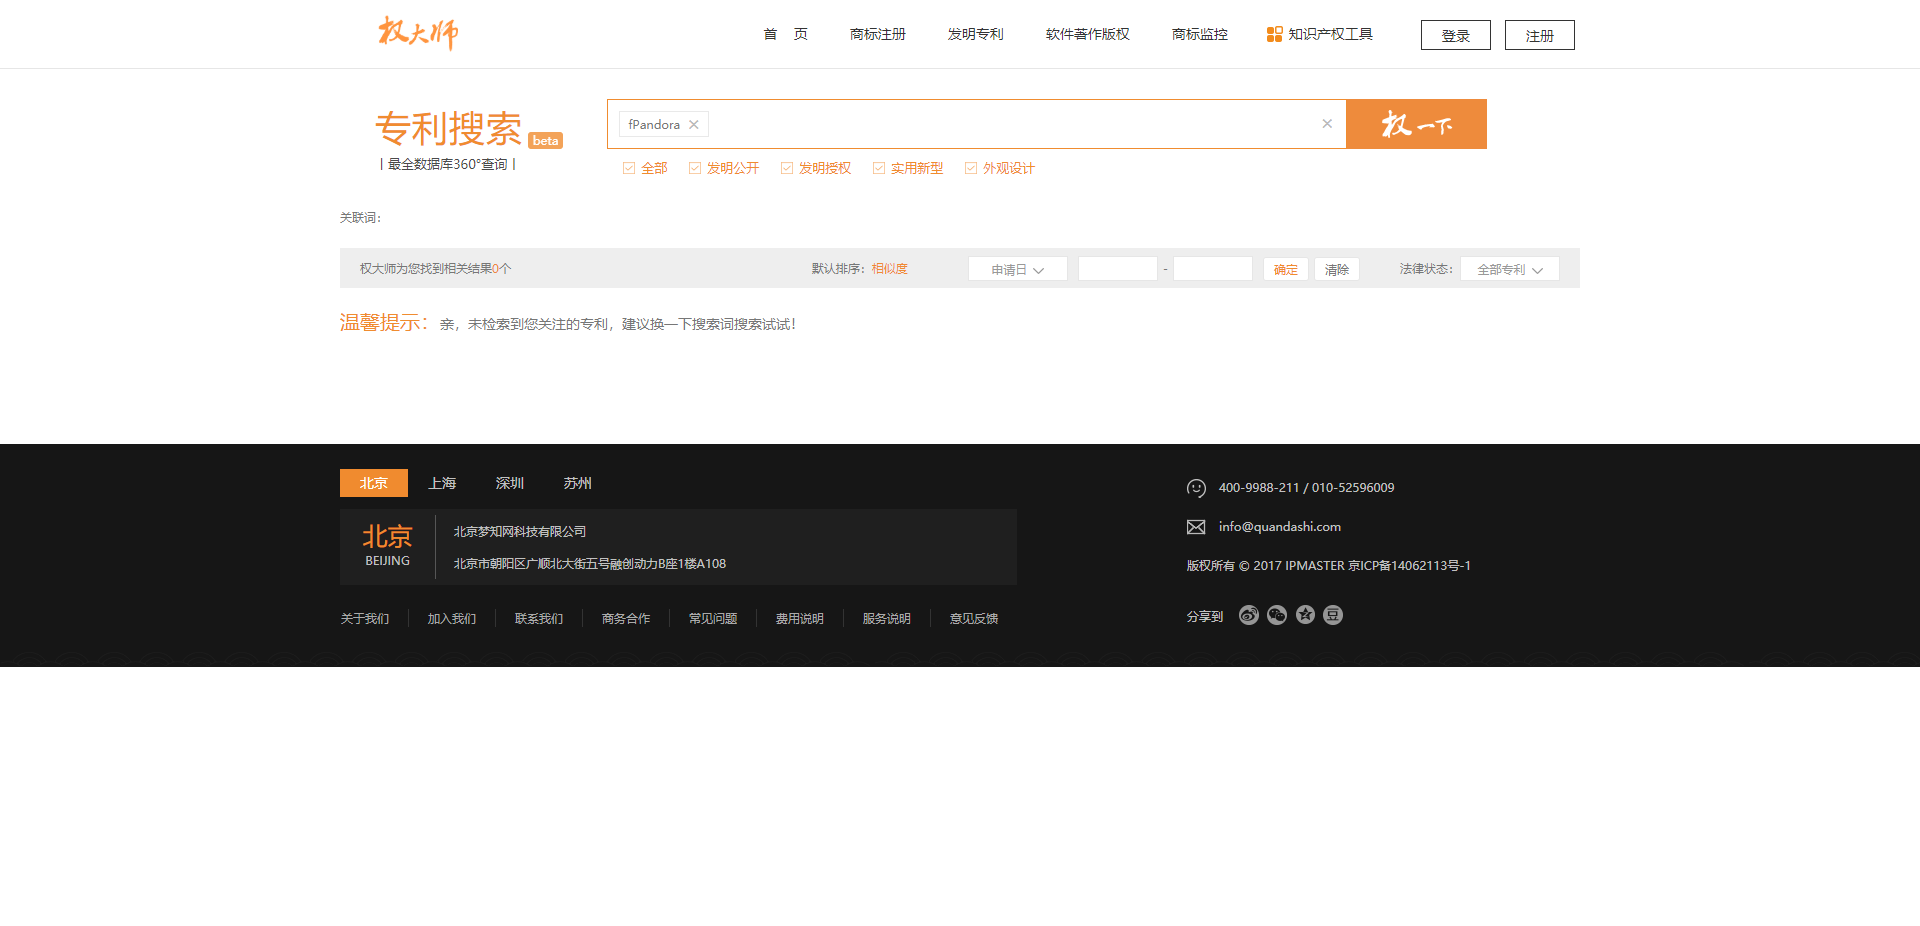 权大师
首 页 商标注册 发明专利 软件著作版权 商标监控 知识产权工具 登录 注册
专利搜索 beta
丨最全数据库360°查询丨
fPandora
权一下
全部 发明公开 发明授权 实用新型 外观设计
关联词：
权大师为您找到相关结果0个 默认排序：相似度 申请日 - 确定 清除 法律状态： 全部专利
温馨提示： 亲，未检索到您关注的专利，建议换一下搜索词搜索试试！
北京 上海 深圳 苏州
北京
BEIJING
北京梦知网科技有限公司
北京市朝阳区广顺北大街五号融创动力B座1楼A108
关于我们 加入我们 联系我们 商务合作 常见问题 费用说明 服务说明 意见反馈
400-9988-211 / 010-52596009
info@quandashi.com
版权所有 © 2017 IPMASTER 京ICP备14062113号-1
分享到
豆